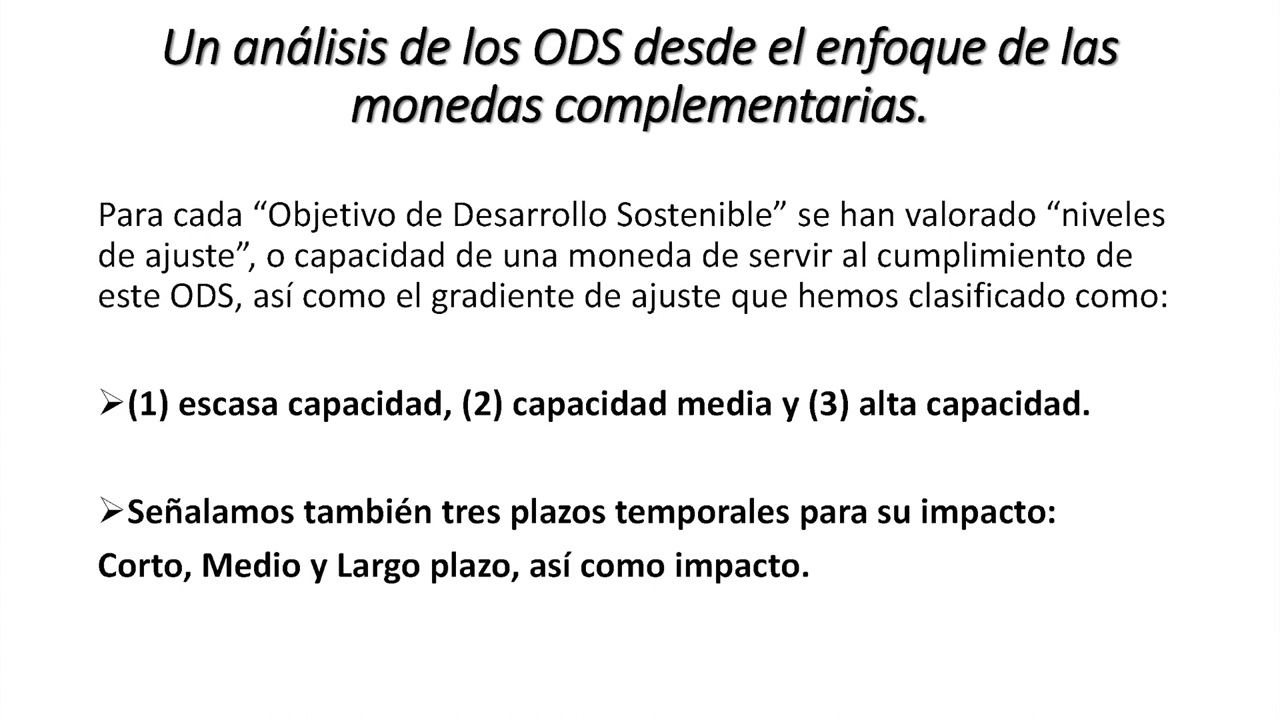 Un análisis de los ODS desde el enfoque de las
monedas complementarias.
Para cada “Objetivo de Desarrollo Sostenible” se han valorado “niveles
de ajuste”, o capacidad de una moneda de servir al cumplimiento de
este ODS, así como el gradiente de ajuste que hemos clasificado como:
➢(1) escasa capacidad, (2) capacidad media y (3) alta capacidad.
➢Señalamos también tres plazos temporales para su impacto:
Corto, Medio y Largo plazo, así como impacto.